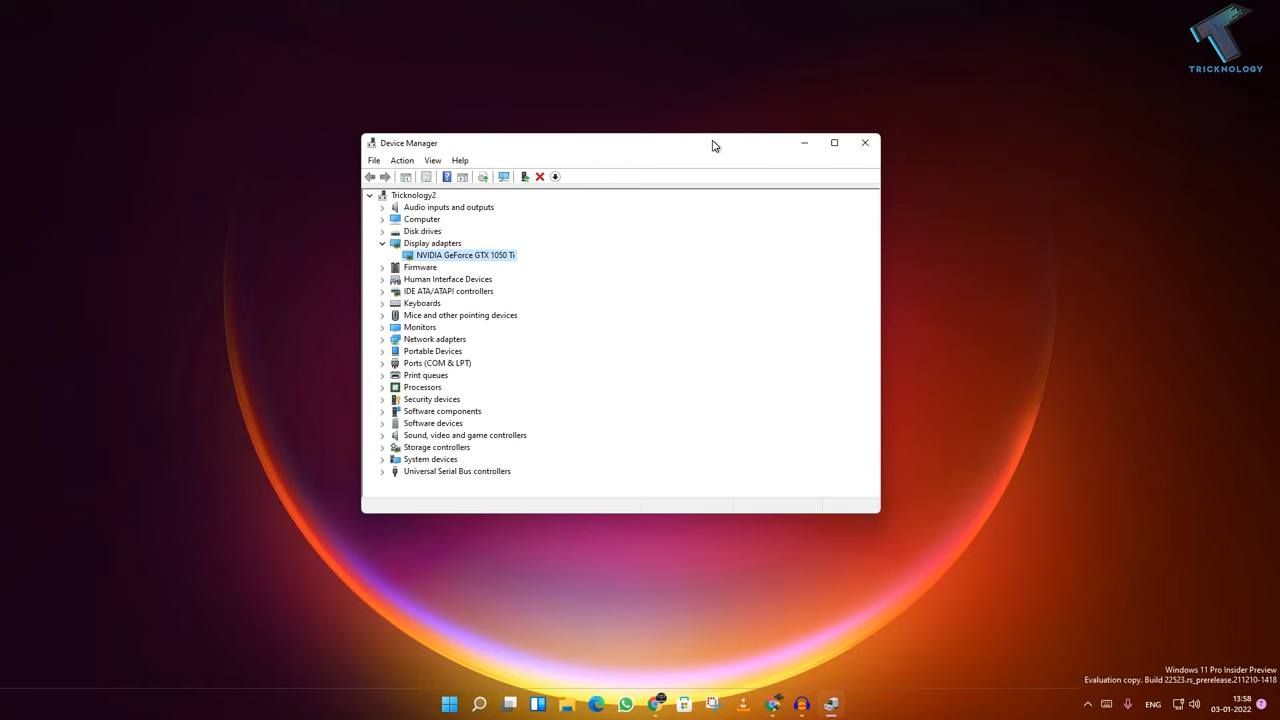 TRICKNOLOGY
Device Manager
File Action View Help
Tricknology2
Audio inputs and outputs
Computer
Disk drives
Display adapters
NVIDIA GeForce GTX 1050 Ti
Firmware
Human Interface Devices
IDE ATA/ATAPI controllers
Keyboards
Mice and other pointing devices
Monitors
Network adapters
Portable Devices
Ports (COM & LPT)
Print queues
Processors
Security devices
Software components
Software devices
Sound, video and game controllers
Storage controllers
System devices
Universal Serial Bus controllers
Windows 11 Pro Insider Preview
Evaluation copy. Build 22523.rs_prerelease.211210-1418
ENG 13:58 7
03-01-2022